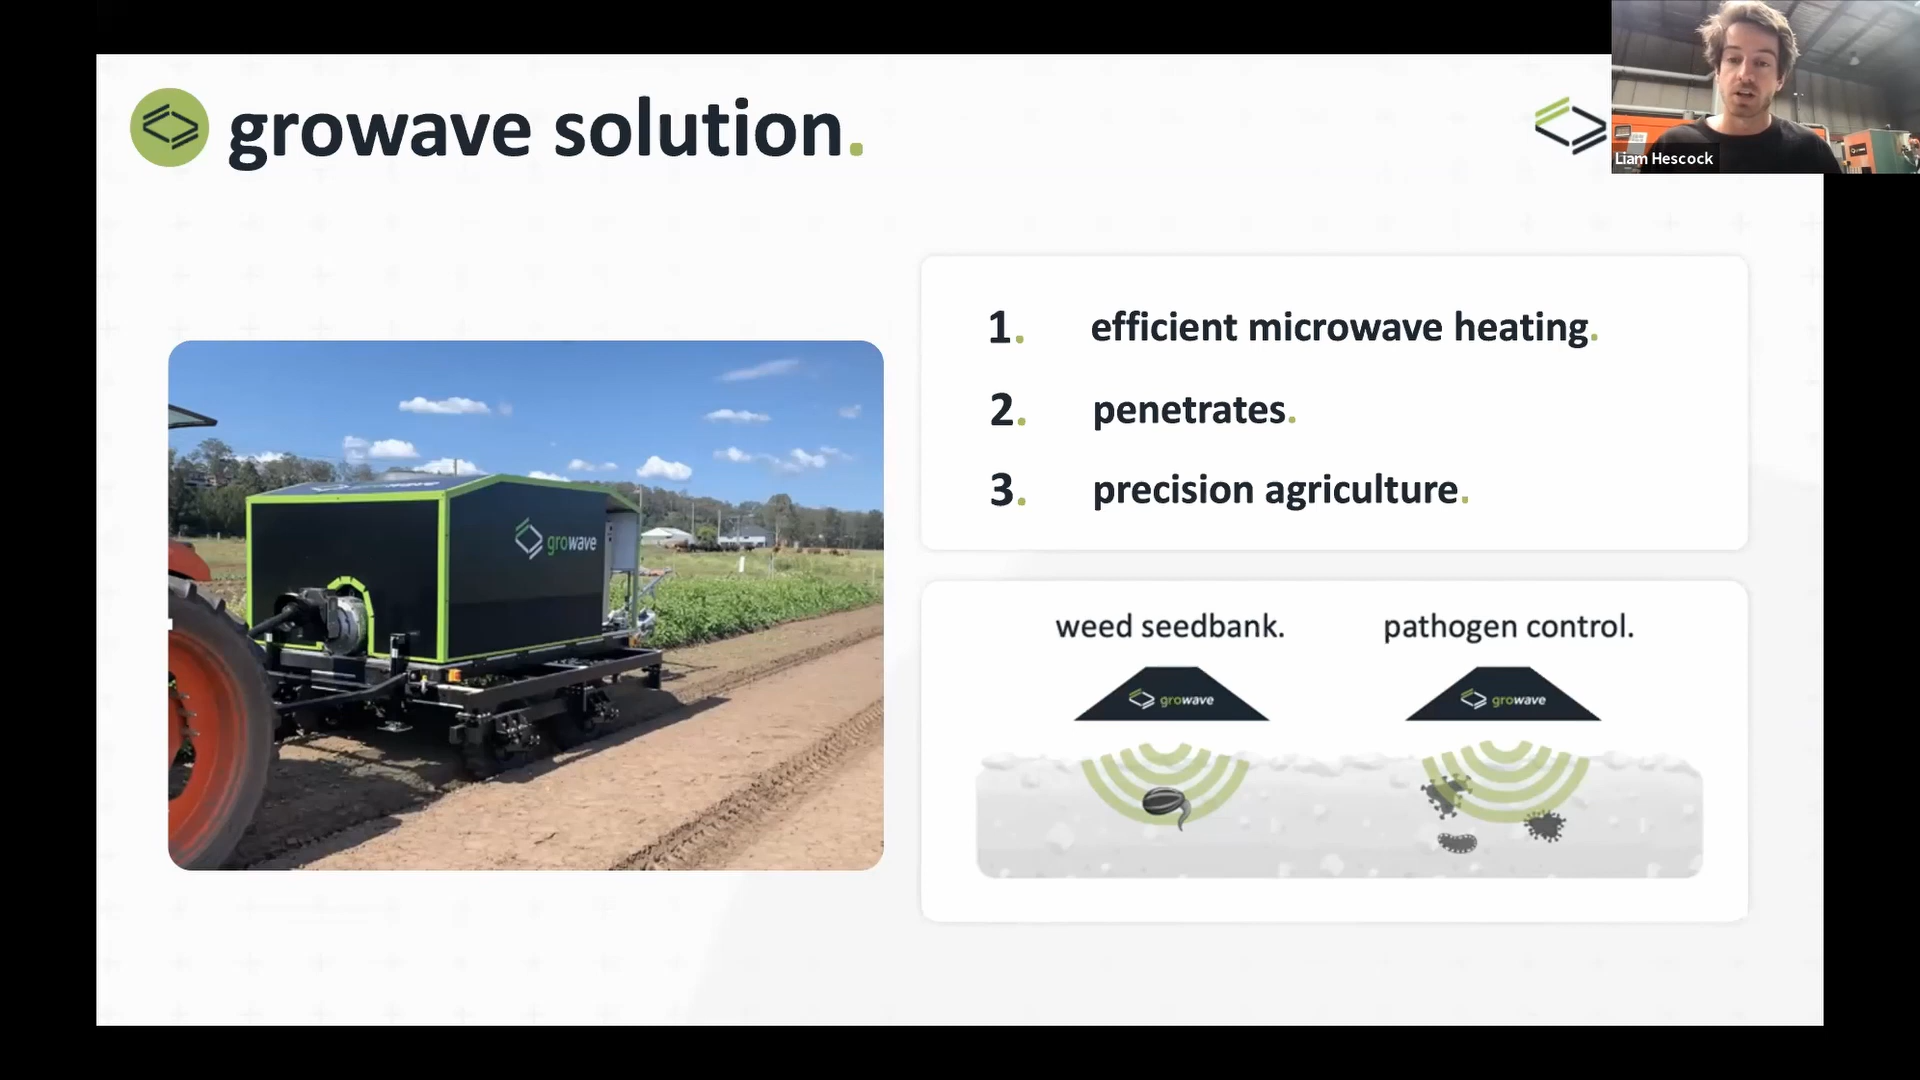 growave solution.
Liam Hescock
1. efficient microwave heating.
2. penetrates.
3. precision agriculture.
growave
weed seedbank. pathogen control.
growave growave